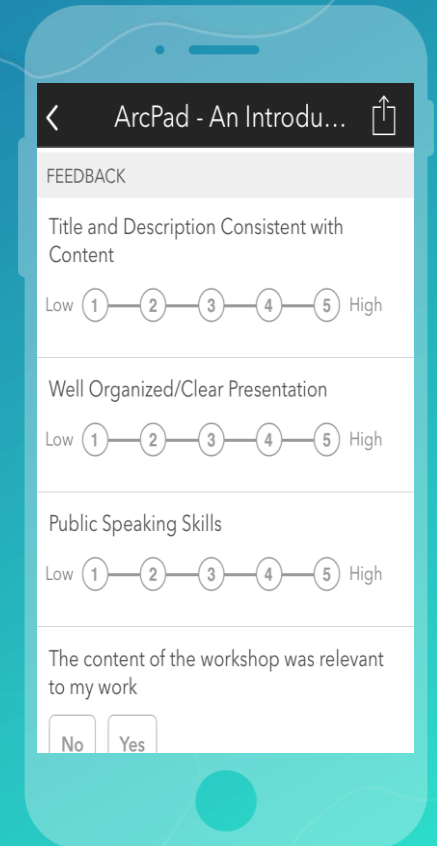 ArcPad - An Introdu...
FEEDBACK
Title and Description Consistent with
Content
Low 1 2 3 4 5 High
Well Organized/Clear Presentation
Low 1 2 3 4 5 High
Public Speaking Skills
Low 1 2 3 4 5 High
The content of the workshop was relevant
to my work
No Yes